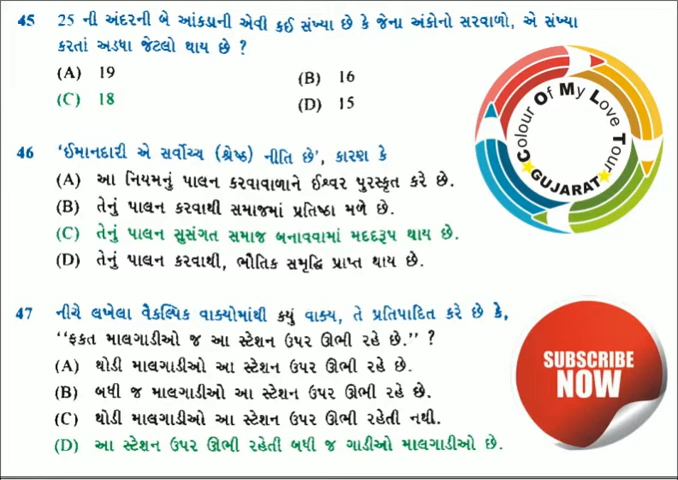 45 25 ની અંદરની બે આંકડાની એવી કઈ સંખ્યા છે કે જેના અંકોનો સરવાળો, એ સંખ્યા
કરતાં અડધા જેટલો થાય છે ?
(A) 19
(B) 16
(C) 18
(D) 15
46 'ઈમાનદારી એ સર્વોચ્ચ (શ્રેષ્ઠ) નીતિ છે', કારણ કે
(A) આ નિયમનું પાલન કરવાવાળાને ઈશ્વર પુરસ્કૃત કરે છે.
(B) તેનું પાલન કરવાથી સમાજમાં પ્રતિષ્ઠા મળે છે.
(C) તેનું પાલન સુસંગત સમાજ બનાવવામાં મદદરૂપ થાય છે.
(D) તેનું પાલન કરવાથી, ભૌતિક સમૃદ્ધિ પ્રાપ્ત થાય છે.
Colour Of My Love Tour
GUJARAT
47 નીચે લખેલા વૈકલ્પિક વાક્યોમાંથી કયું વાક્ય, તે પ્રતિપાદિત કરે છે કે,
''ફકત માલગાડીઓ જ આ સ્ટેશન ઉપર ઊભી રહે છે.'' ?
(A) થોડી માલગાડીઓ આ સ્ટેશન ઉપર ઊભી રહે છે.
(B) બધી જ માલગાડીઓ આ સ્ટેશન ઉપર ઊભી રહે છે.
(C) થોડી માલગાડીઓ આ સ્ટેશન ઉપર ઊભી રહેતી નથી.
(D) આ સ્ટેશન ઉપર ઊભી રહેતી બધી જ ગાડીઓ માલગાડીઓ છે.
SUBSCRIBE
NOW